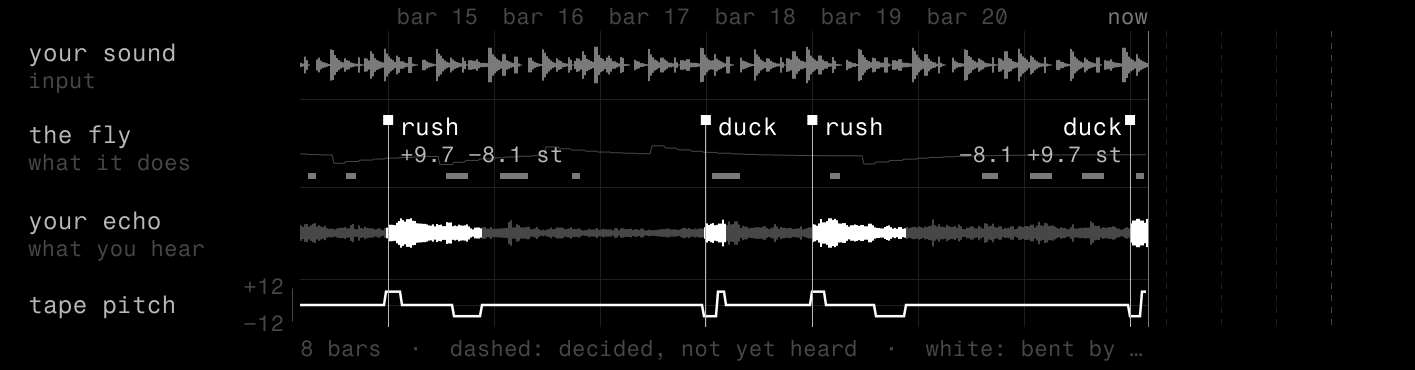 bar 15 bar 16 bar 17 bar 18 bar 19 bar 20 now
your sound
input
the fly
what it does
rush duck rush duck
+9.7 −8.1 st −8.1 +9.7 st
your echo
what you hear
tape pitch
+12
−12
8 bars · dashed: decided, not yet heard · white: bent by …